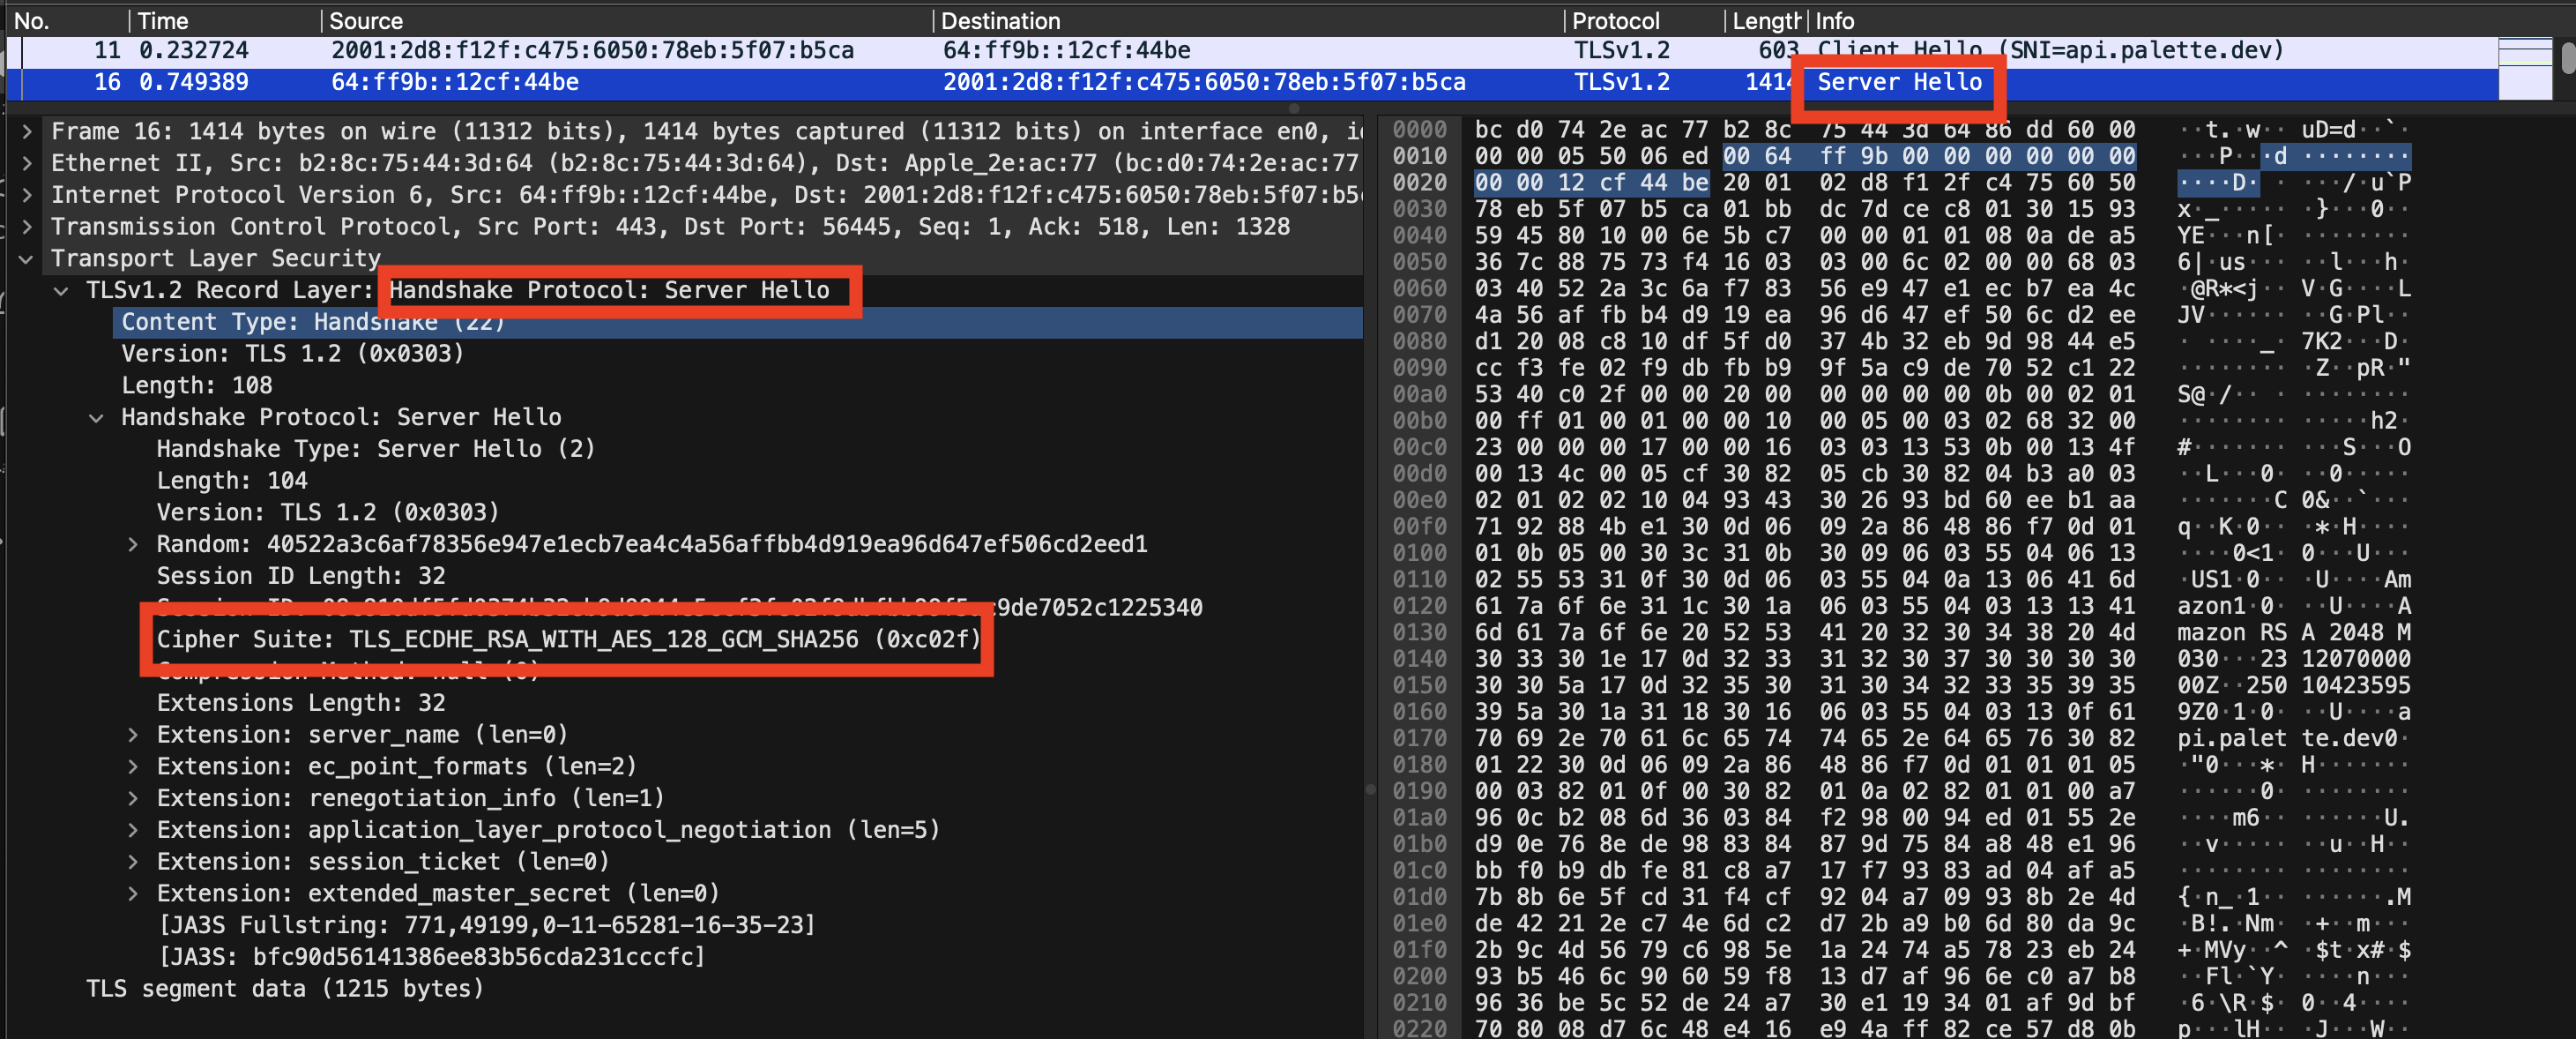 No. Time Source Destination Protocol Length Info
11 0.232724 2001:2d8:f12f:c475:6050:78eb:5f07:b5ca 64:ff9b::12cf:44be TLSv1.2 603 Client Hello (SNI=api.palette.dev)
16 0.749389 64:ff9b::12cf:44be 2001:2d8:f12f:c475:6050:78eb:5f07:b5ca TLSv1.2 1414 Server Hello
Frame 16: 1414 bytes on wire (11312 bits), 1414 bytes captured (11312 bits) on interface en0, i
Ethernet II, Src: b2:8c:75:44:3d:64 (b2:8c:75:44:3d:64), Dst: Apple_2e:ac:77 (bc:d0:74:2e:ac:77
Internet Protocol Version 6, Src: 64:ff9b::12cf:44be, Dst: 2001:2d8:f12f:c475:6050:78eb:5f07:b5
Transmission Control Protocol, Src Port: 443, Dst Port: 56445, Seq: 1, Ack: 518, Len: 1328
Transport Layer Security
TLSv1.2 Record Layer: Handshake Protocol: Server Hello
Content Type: Handshake (22)
Version: TLS 1.2 (0x0303)
Length: 108
Handshake Protocol: Server Hello
Handshake Type: Server Hello (2)
Length: 104
Version: TLS 1.2 (0x0303)
Random: 40522a3c6af78356e947e1ecb7ea4c4a56affbb4d919ea96d647ef506cd2eed1
Session ID Length: 32
c9de7052c1225340
Cipher Suite: TLS_ECDHE_RSA_WITH_AES_128_GCM_SHA256 (0xc02f)
Compression Method: null (0)
Extensions Length: 32
Extension: server_name (len=0)
Extension: ec_point_formats (len=2)
Extension: renegotiation_info (len=1)
Extension: application_layer_protocol_negotiation (len=5)
Extension: session_ticket (len=0)
Extension: extended_master_secret (len=0)
[JA3S Fullstring: 771,49199,0-11-65281-16-35-23]
[JA3S: bfc90d56141386ee83b56cda231cccfc]
TLS segment data (1215 bytes)
0000 bc d0 74 2e ac 77 b2 8c 75 44 3d 64 86 dd 60 00 ··t.·w·· uD=d··`·
0010 00 00 05 50 06 ed 00 64 ff 9b 00 00 00 00 00 00 ···P···d ········
0020 00 00 12 cf 44 be 20 01 02 d8 f1 2f c4 75 60 50 ····D· · ···/·u`P
0030 78 eb 5f 07 b5 ca 01 bb dc 7d ce c8 01 30 15 93 x·_····· ·}···0··
0040 59 45 80 10 00 6e 5b c7 00 00 01 01 08 0a de a5 YE···n[· ········
0050 36 7c 88 75 73 f4 16 03 03 00 6c 02 00 00 68 03 6|·us··· ··l···h·
0060 03 40 52 2a 3c 6a f7 83 56 e9 47 e1 ec b7 ea 4c ·@R*<j·· V·G····L
0070 4a 56 af fb b4 d9 19 ea 96 d6 47 ef 50 6c d2 ee JV······ ··G·Pl··
0080 d1 20 08 c8 10 df 5f d0 37 4b 32 eb 9d 98 44 e5 · ····_· 7K2···D·
0090 cc f3 fe 02 f9 db fb b9 9f 5a c9 de 70 52 c1 22 ········ ·Z··pR·"
00a0 53 40 c0 2f 00 00 20 00 00 00 00 00 0b 00 02 01 S@·/·· · ········
00b0 00 ff 01 00 01 00 00 10 00 05 00 03 02 68 32 00 ········ ·····h2·
00c0 23 00 00 00 17 00 00 16 03 03 13 53 0b 00 13 4f #······· ···S···O
00d0 00 13 4c 00 05 cf 30 82 05 cb 30 82 04 b3 a0 03 ··L···0· ··0·····
00e0 02 01 02 02 10 04 93 43 30 26 93 bd 60 ee b1 aa ·······C 0&··`···
00f0 71 92 88 4b e1 30 0d 06 09 2a 86 48 86 f7 0d 01 q··K·0·· ·*·H····
0100 01 0b 05 00 30 3c 31 0b 30 09 06 03 55 04 06 13 ····0<1· 0···U···
0110 02 55 53 31 0f 30 0d 06 03 55 04 0a 13 06 41 6d ·US1·0·· ·U····Am
0120 61 7a 6f 6e 31 1c 30 1a 06 03 55 04 03 13 13 41 azon1·0· ··U····A
0130 6d 61 7a 6f 6e 20 52 53 41 20 32 30 34 38 20 4d mazon RS A 2048 M
0140 30 33 30 1e 17 0d 32 33 31 32 30 37 30 30 30 30 030···23 12070000
0150 30 30 5a 17 0d 32 35 30 31 30 34 32 33 35 39 35 00Z··250 10423595
0160 39 5a 30 1a 31 18 30 16 06 03 55 04 03 13 0f 61 9Z0·1·0· ··U····a
0170 70 69 2e 70 61 6c 65 74 74 65 2e 64 65 76 30 82 pi.palet te.dev0·
0180 01 22 30 0d 06 09 2a 86 48 86 f7 0d 01 01 01 05 ·"0···*· H·······
0190 00 03 82 01 0f 00 30 82 01 0a 02 82 01 01 00 a7 ······0· ········
01a0 96 0c b2 08 6d 36 03 84 f2 98 00 94 ed 01 55 2e ····m6·· ······U.
01b0 d9 0e 76 8e de 98 83 84 87 9d 75 84 a8 48 e1 96 ··v····· ··u··H··
01c0 bb f0 b9 db fe 81 c8 a7 17 f7 93 83 ad 04 af a5 ········ ········
01d0 7b 8b 6e 5f cd 31 f4 cf 92 04 a7 09 93 8b 2e 4d {·n_·1·· ······.M
01e0 de 42 21 2e c7 4e 6d c2 d7 2b a9 b0 6d 80 da 9c ·B!.·Nm· ·+··m···
01f0 2b 9c 4d 56 79 c6 98 5e 1a 24 74 a5 78 23 eb 24 +·MVy··^ ·$t·x#·$
0200 93 b5 46 6c 90 60 59 f8 13 d7 af 96 6e c0 a7 b8 ··Fl·`Y· ····n···
0210 96 36 be 5c 52 de 24 a7 30 e1 19 34 01 af 9d bf ·6·\R·$· 0··4····
0220 70 80 08 d7 6c 48 e4 16 e9 4a ff 82 ce 57 d8 0b p···lH·· ·J···W··